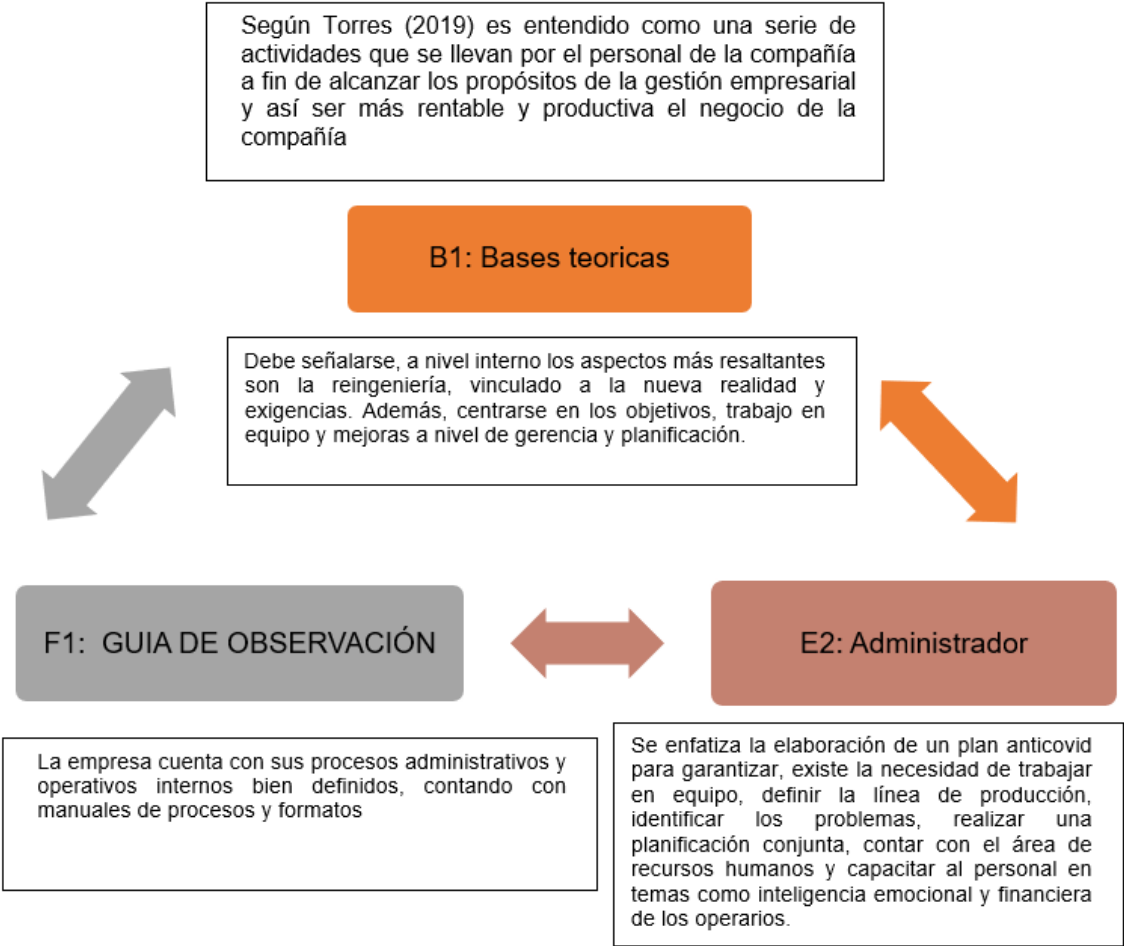 Según Torres (2019) es entendido como una serie de
actividades que se llevan por el personal de la compañía
a fin de alcanzar los propósitos de la gestión empresarial
y así ser más rentable y productiva el negocio de la
compañía
B1: Bases teoricas
Debe señalarse, a nivel interno los aspectos más resaltantes
son la reingeniería, vinculado a la nueva realidad y
exigencias. Además, centrarse en los objetivos, trabajo en
equipo y mejoras a nivel de gerencia y planificación.
F1: GUIA DE OBSERVACIÓN
E2: Administrador
La empresa cuenta con sus procesos administrativos y
operativos internos bien definidos, contando con
manuales de procesos y formatos
Se enfatiza la elaboración de un plan anticovid
para garantizar, existe la necesidad de trabajar
en equipo, definir la línea de producción,
identificar los problemas, realizar una
planificación conjunta, contar con el área de
recursos humanos y capacitar al personal en
temas como inteligencia emocional y financiera
de los operarios.